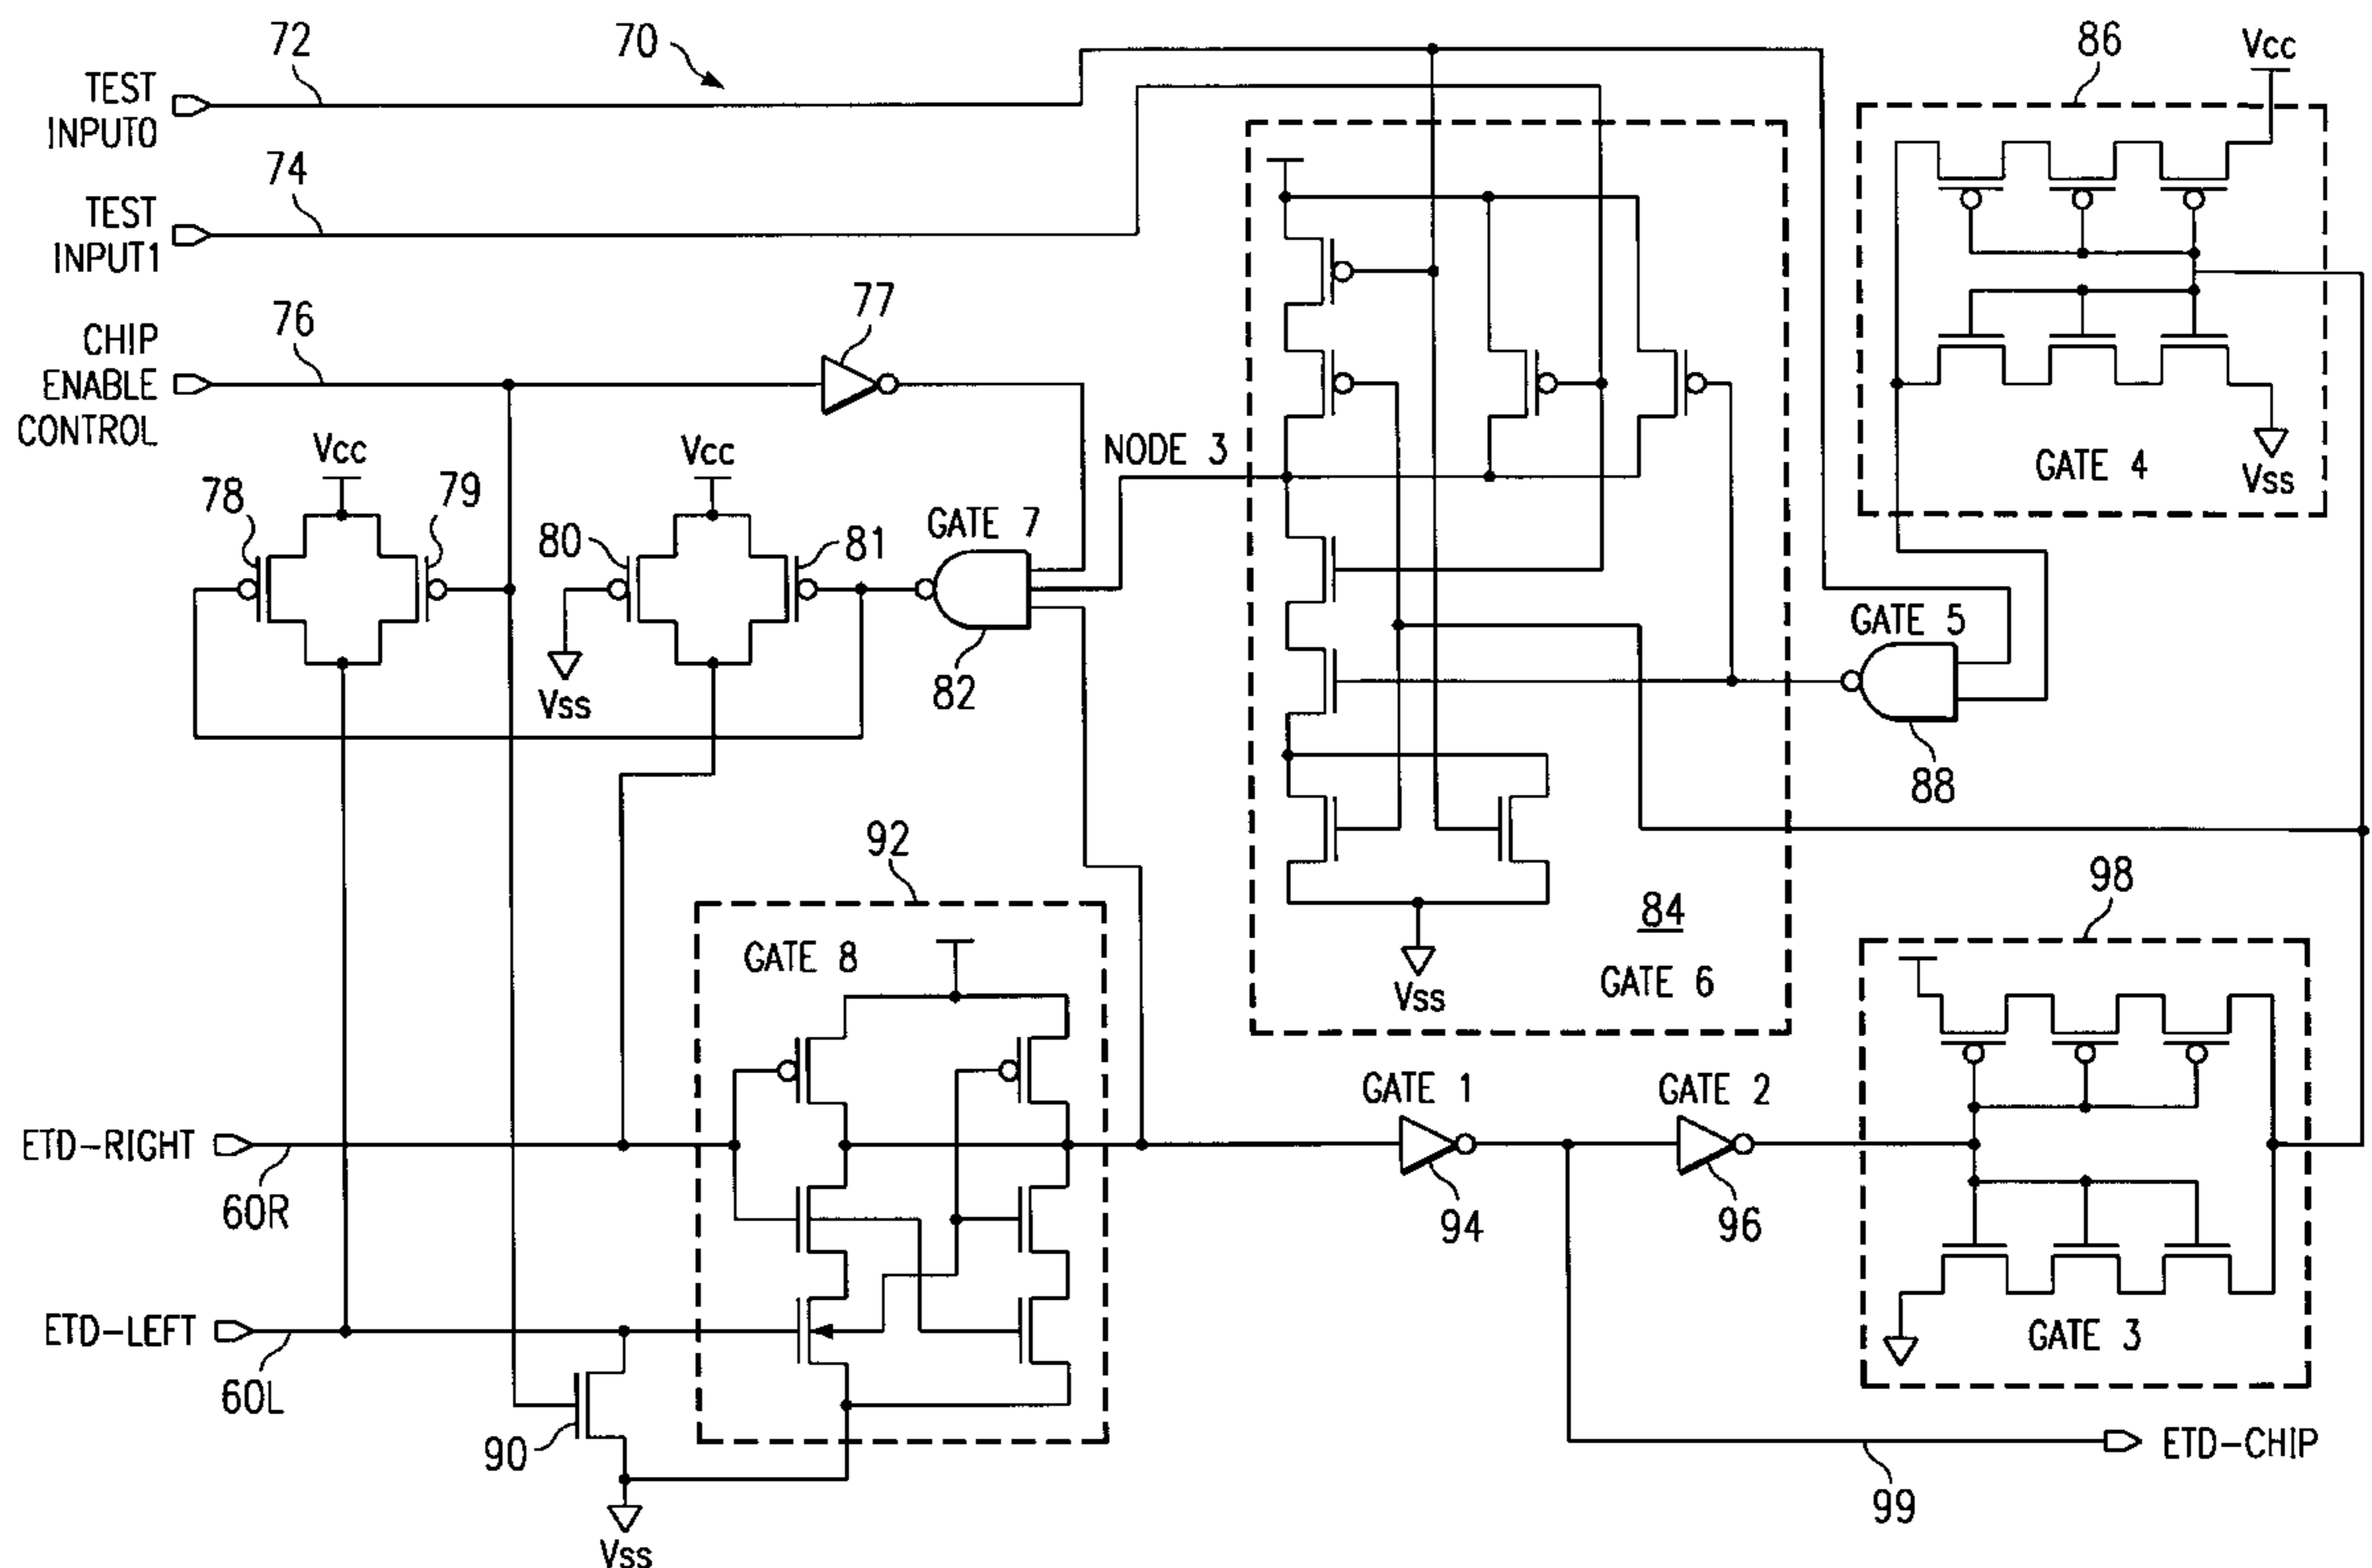 72
70
86
Vcc
TEST
INPUT0
74
TEST
INPUT1
76
77
CHIP
ENABLE
CONTROL
GATE 4
Vss
NODE 3
Vcc
Vcc
78
79
80
81
GATE 7
82
Vss
GATE 5
88
92
GATE 8
84
GATE 6
Vss
98
GATE 1
GATE 2
94
96
ETD-RIGHT
60R
ETD-LEFT
60L
90
Vss
GATE 3
ETD-CHIP
99